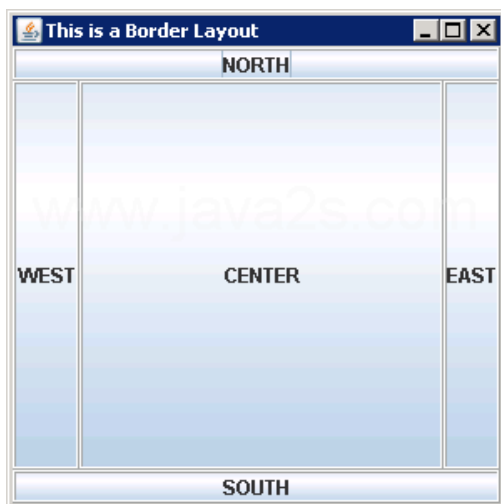 This is a Border Layout
NORTH
www.java2s.com
WEST CENTER EAST
SOUTH